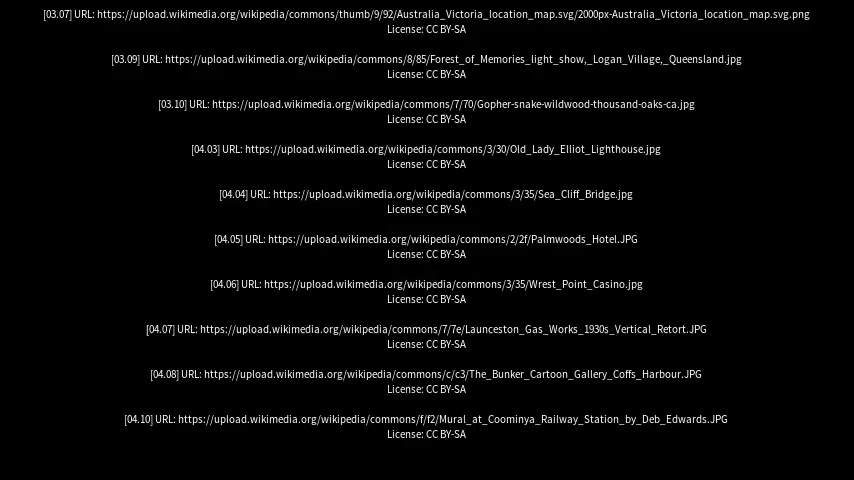 [03.07] URL: https://upload.wikimedia.org/wikipedia/commons/thumb/9/92/Australia_Victoria_location_map.svg/2000px-Australia_Victoria_location_map.svg.png
License: CC BY-SA
[03.09] URL: https://upload.wikimedia.org/wikipedia/commons/8/85/Forest_of_Memories_light_show,_Logan_Village,_Queensland.jpg
License: CC BY-SA
[03.10] URL: https://upload.wikimedia.org/wikipedia/commons/7/70/Gopher-snake-wildwood-thousand-oaks-ca.jpg
License: CC BY-SA
[04.03] URL: https://upload.wikimedia.org/wikipedia/commons/3/30/Old_Lady_Elliot_Lighthouse.jpg
License: CC BY-SA
[04.04] URL: https://upload.wikimedia.org/wikipedia/commons/3/35/Sea_Cliff_Bridge.jpg
License: CC BY-SA
[04.05] URL: https://upload.wikimedia.org/wikipedia/commons/2/2f/Palmwoods_Hotel.JPG
License: CC BY-SA
[04.06] URL: https://upload.wikimedia.org/wikipedia/commons/3/35/Wrest_Point_Casino.jpg
License: CC BY-SA
[04.07] URL: https://upload.wikimedia.org/wikipedia/commons/7/7e/Launceston_Gas_Works_1930s_Vertical_Retort.JPG
License: CC BY-SA
[04.08] URL: https://upload.wikimedia.org/wikipedia/commons/c/c3/The_Bunker_Cartoon_Gallery_Coffs_Harbour.JPG
License: CC BY-SA
[04.10] URL: https://upload.wikimedia.org/wikipedia/commons/f/f2/Mural_at_Coominya_Railway_Station_by_Deb_Edwards.JPG
License: CC BY-SA